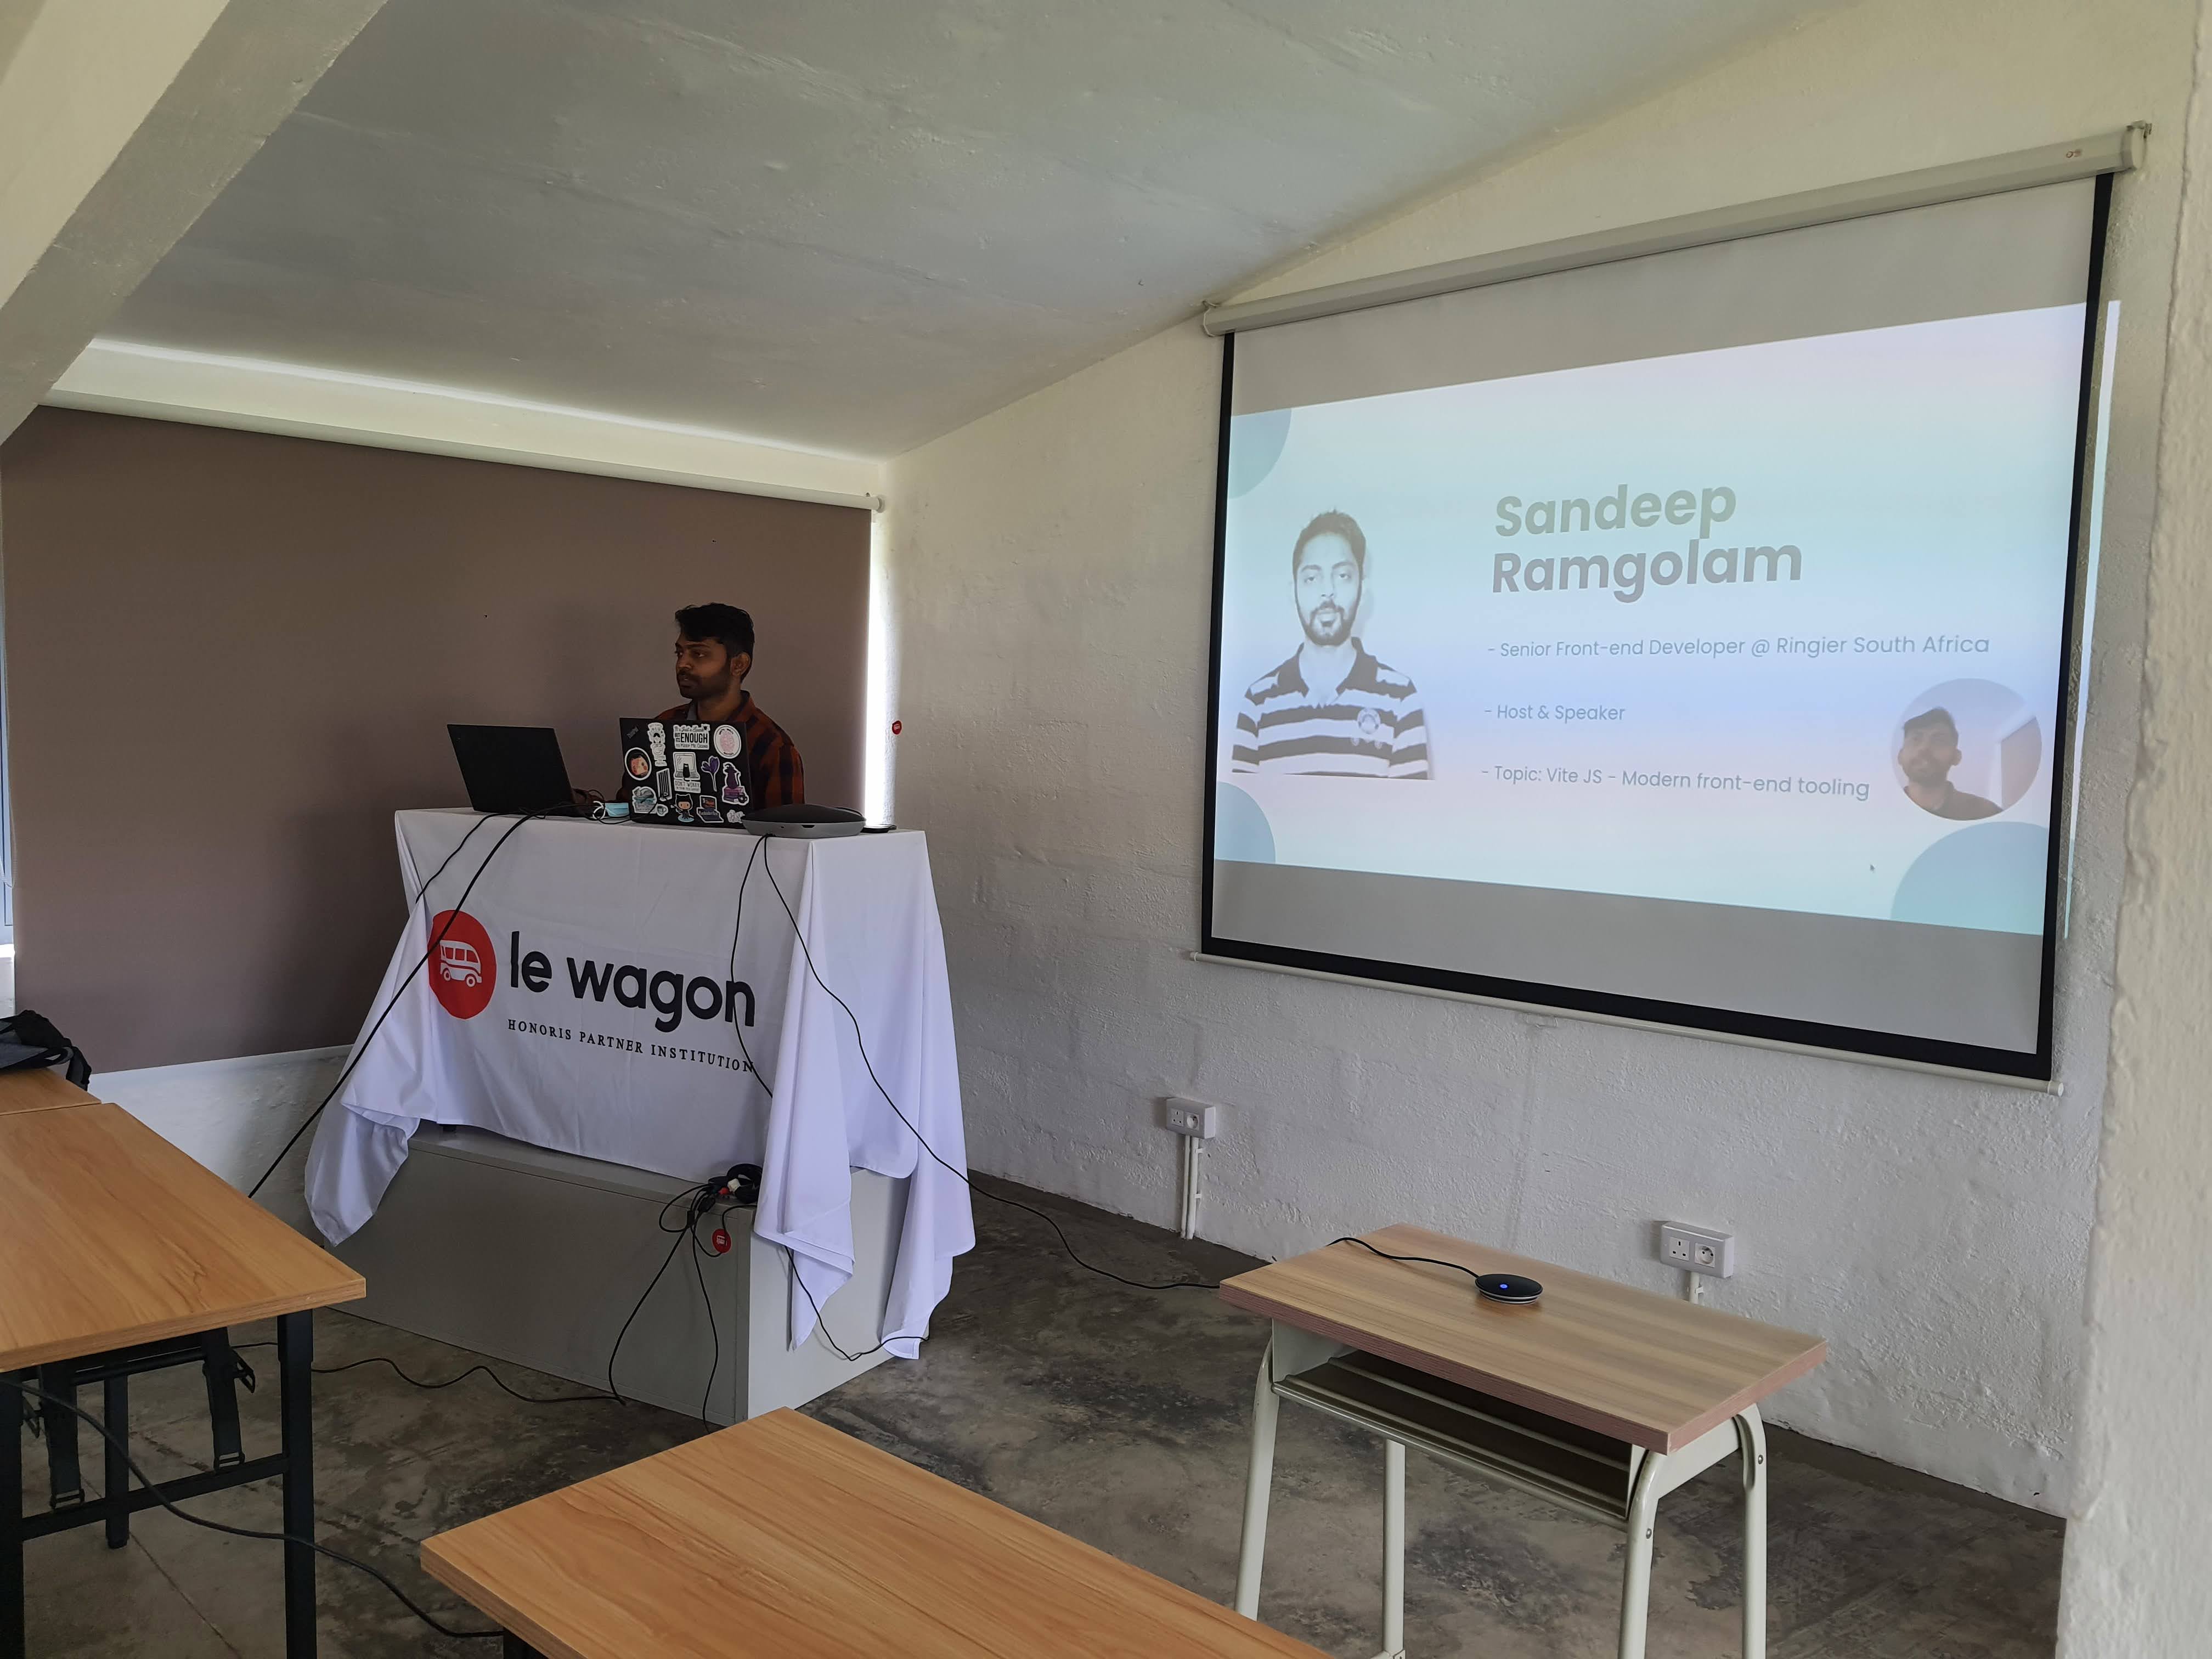 Sandeep
Ramgolam
- Senior Front-end Developer @ Ringier South Africa
- Host & Speaker
- Topic: Vite JS - Modern front-end tooling
ENOUGH
le wagon
HONORIS PARTNER INSTITUTION